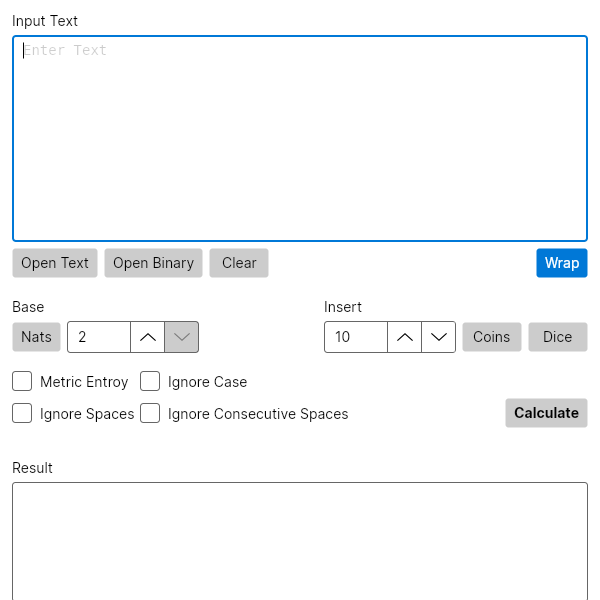 Input Text
Enter Text
Open Text Open Binary Clear Wrap
Base Insert
Nats 2 10 Coins Dice
Metric Entroy Ignore Case
Ignore Spaces Ignore Consecutive Spaces Calculate
Result